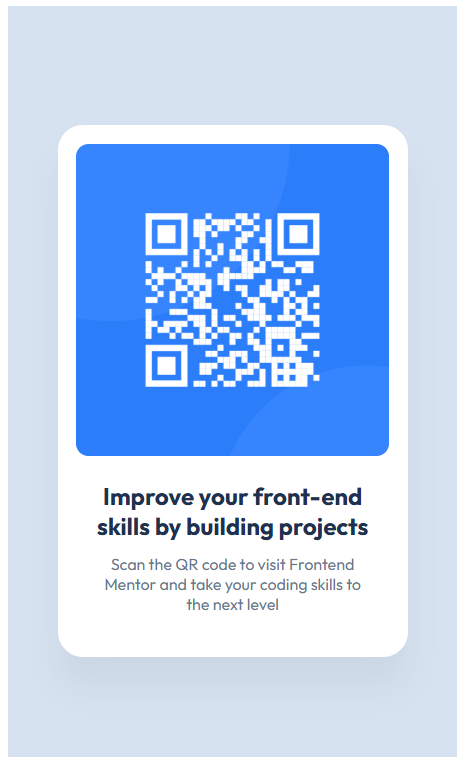 Improve your front-end
skills by building projects
Scan the QR code to visit Frontend
Mentor and take your coding skills to
the next level